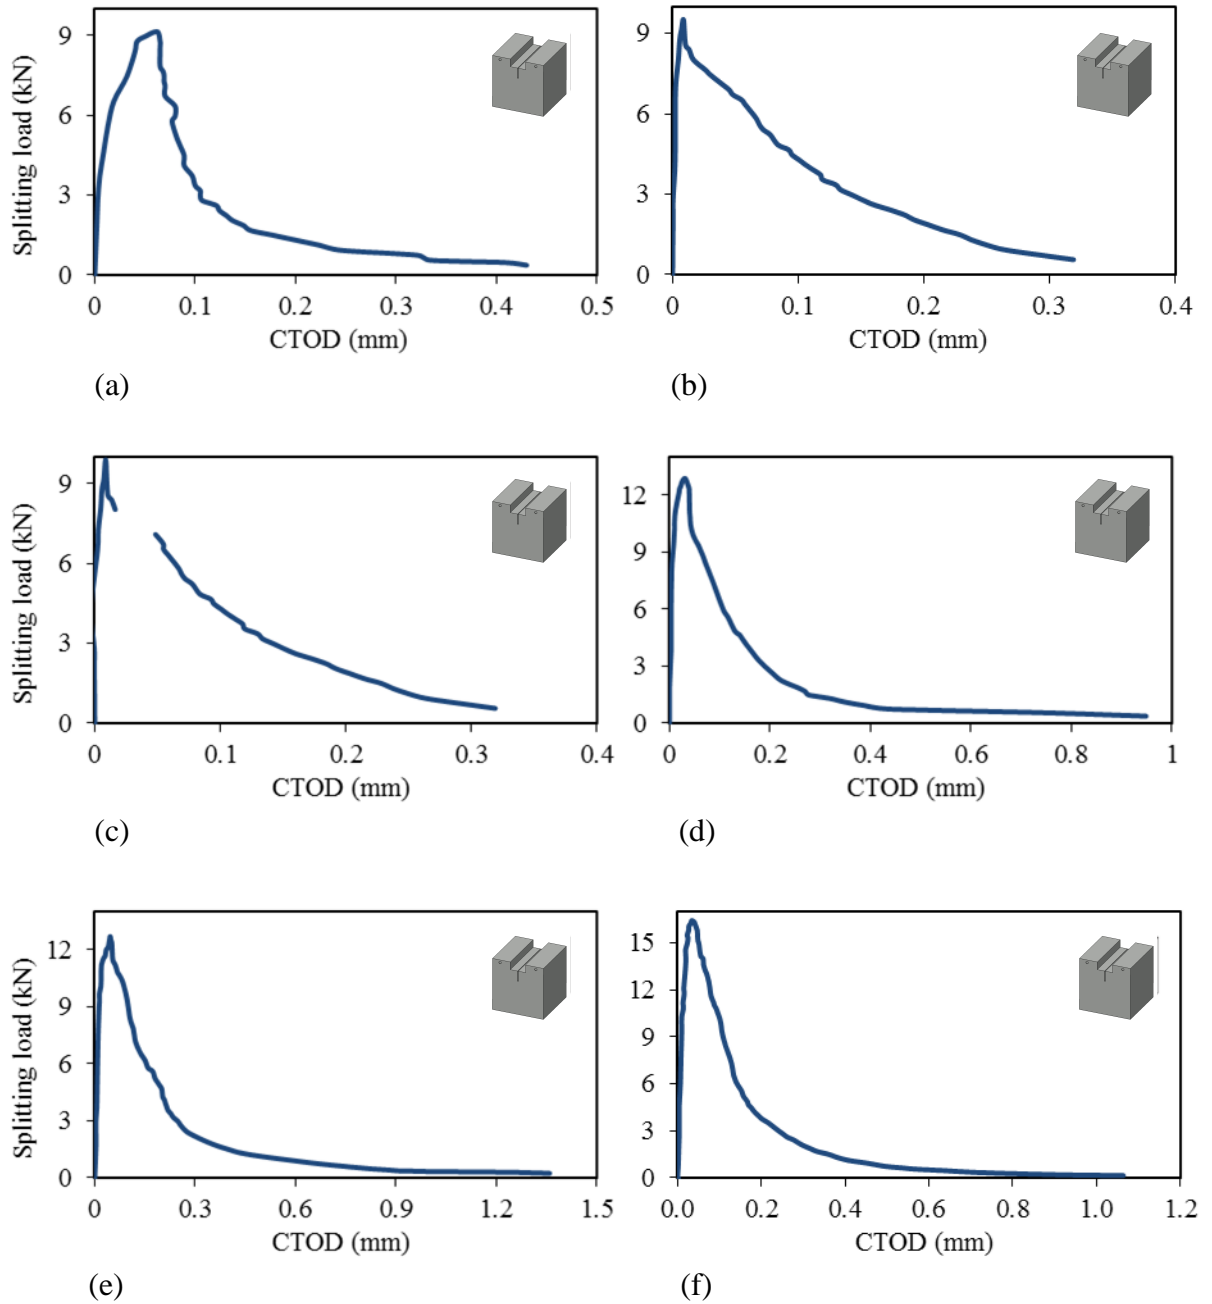 Splitting load (kN)
9
6
3
0
0 0.1 0.2 0.3 0.4 0.5
CTOD (mm)
(a)
9
6
3
0
0 0.1 0.2 0.3 0.4
CTOD (mm)
(b)
Splitting load (kN)
9
6
3
0
0 0.1 0.2 0.3 0.4
CTOD (mm)
(c)
12
9
6
3
0
0 0.2 0.4 0.6 0.8 1
CTOD (mm)
(d)
Splitting load (kN)
12
9
6
3
0
0 0.3 0.6 0.9 1.2 1.5
CTOD (mm)
(e)
15
12
9
6
3
0
0.0 0.2 0.4 0.6 0.8 1.0 1.2
CTOD (mm)
(f)